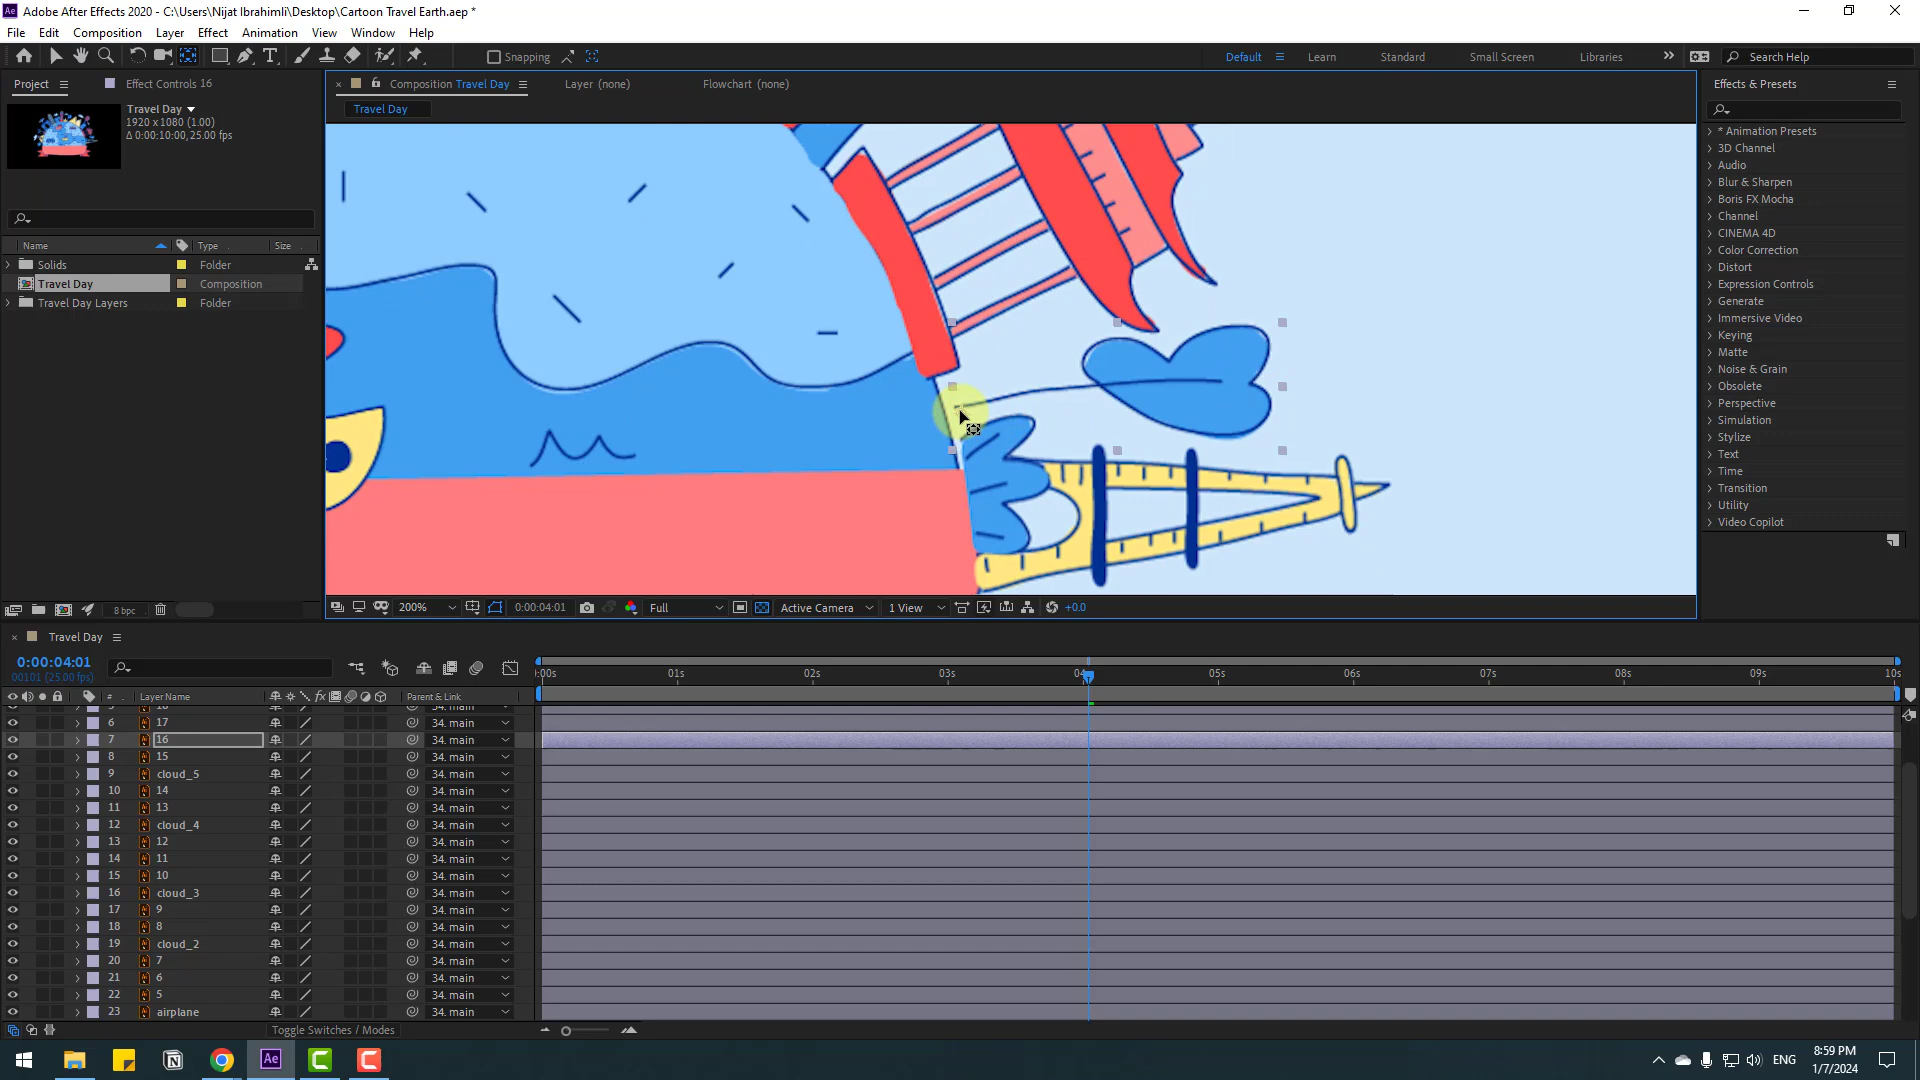 Adobe After Effects 2020 - C:\Users\Nijat Ibrahimli\Desktop\Cartoon Travel Earth.aep *
File Edit Composition Layer Effect Animation View Window Help
Snapping
Default Learn Standard Small Screen Libraries Search Help
Project Effect Controls 16
Composition Travel Day Layer (none) Flowchart (none)
Effects & Presets
Travel Day
1920 x 1080 (1.00)
Δ 0:00:10:00, 25.00 fps
Travel Day
Name Type Size
Solids Folder
Travel Day Composition
Travel Day Layers Folder
* Animation Presets
3D Channel
Audio
Blur & Sharpen
Boris FX Mocha
Channel
CINEMA 4D
Color Correction
Distort
Expression Controls
Generate
Immersive Video
Keying
Matte
Noise & Grain
Obsolete
Perspective
Simulation
Stylize
Text
Time
Transition
Utility
Video Copilot
8 bpc
200% 0:00:04:01 Full Active Camera 1 View +0.0
Travel Day
0:00:04:01
00101 (25.00 fps)
:00s 01s 02s 03s 04s 05s 06s 07s 08s 09s 10s
# Layer Name Parent & Link
6 17 34. main
7 16 34. main
8 15 34. main
9 cloud_5 34. main
10 14 34. main
11 13 34. main
12 cloud_4 34. main
13 12 34. main
14 11 34. main
15 10 34. main
16 cloud_3 34. main
17 9 34. main
18 8 34. main
19 cloud_2 34. main
20 7 34. main
21 6 34. main
22 5 34. main
23 airplane 34. main
Toggle Switches / Modes
ENG
8:59 PM
1/7/2024